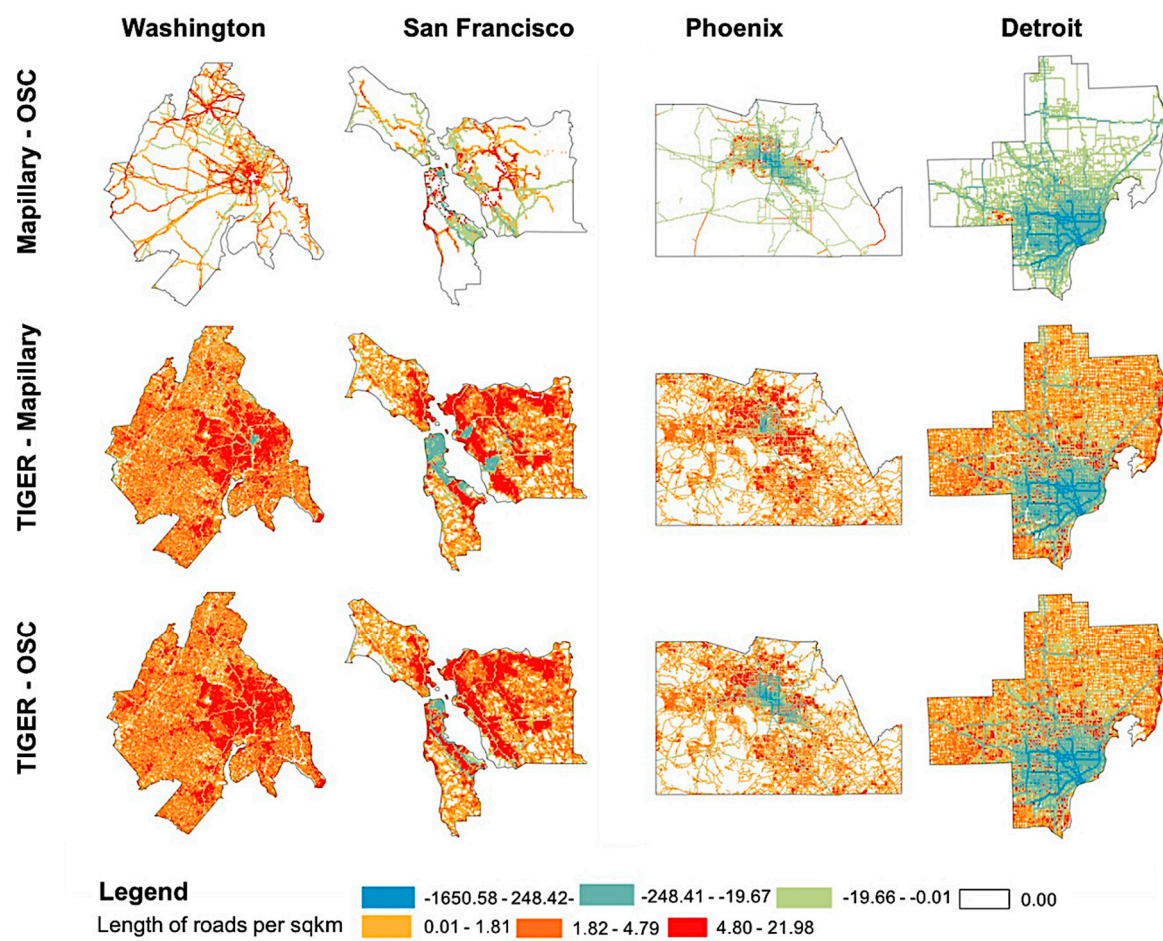 Washington San Francisco Phoenix Detroit
Mapillary - OSC
TIGER - Mapillary
TIGER - OSC
Legend
-1650.58 - 248.42- -248.41 - -19.67 -19.66 - -0.01 0.00
Length of roads per sqkm 0.01 - 1.81 1.82 - 4.79 4.80 - 21.98